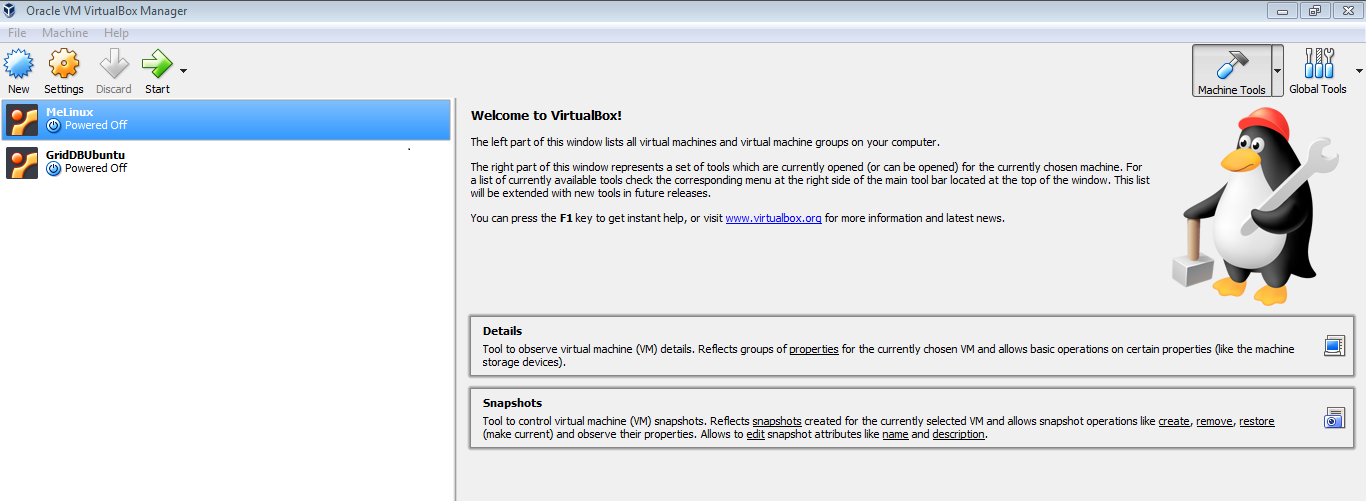 Oracle VM VirtualBox Manager
File Machine Help
New Settings Discard Start Machine Tools Global Tools
MeLinux
Powered Off
GridDBUbuntu
Powered Off
Welcome to VirtualBox!
The left part of this window lists all virtual machines and virtual machine groups on your computer.
The right part of this window represents a set of tools which are currently opened (or can be opened) for the currently chosen machine. For
a list of currently available tools check the corresponding menu at the right side of the main tool bar located at the top of the window. This list
will be extended with new tools in future releases.
You can press the F1 key to get instant help, or visit www.virtualbox.org for more information and latest news.
Details
Tool to observe virtual machine (VM) details. Reflects groups of properties for the currently chosen VM and allows basic operations on certain properties (like the machine
storage devices).
Snapshots
Tool to control virtual machine (VM) snapshots. Reflects snapshots created for the currently selected VM and allows snapshot operations like create, remove, restore
(make current) and observe their properties. Allows to edit snapshot attributes like name and description.